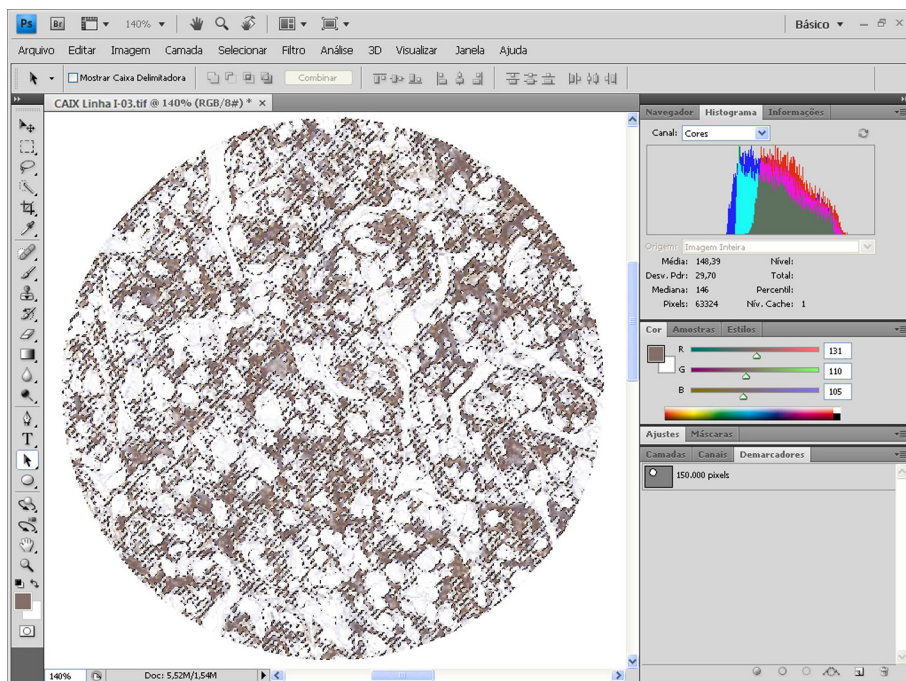 Ps Br 140% Básico
Arquivo Editar Imagem Camada Selecionar Filtro Análise 3D Visualizar Janela Ajuda
Mostrar Caixa Delimitadora Combinar
CAIX Linha I-03.tif @ 140% (RGB/8#) * ×
Navegador Histograma Informações
Canal: Cores
Origem: Imagem Inteira
Média: 148,39 Nível:
Desv. Pdr: 29,70 Total:
Mediana: 146 Percentil:
Pixels: 63324 Nív. Cache: 1
Cor Amostras Estilos
R 131
G 110
B 105
Ajustes Máscaras
Camadas Canais Demarcadores
150.000 pixels
T
140% Doc: 5,52M/1,54M